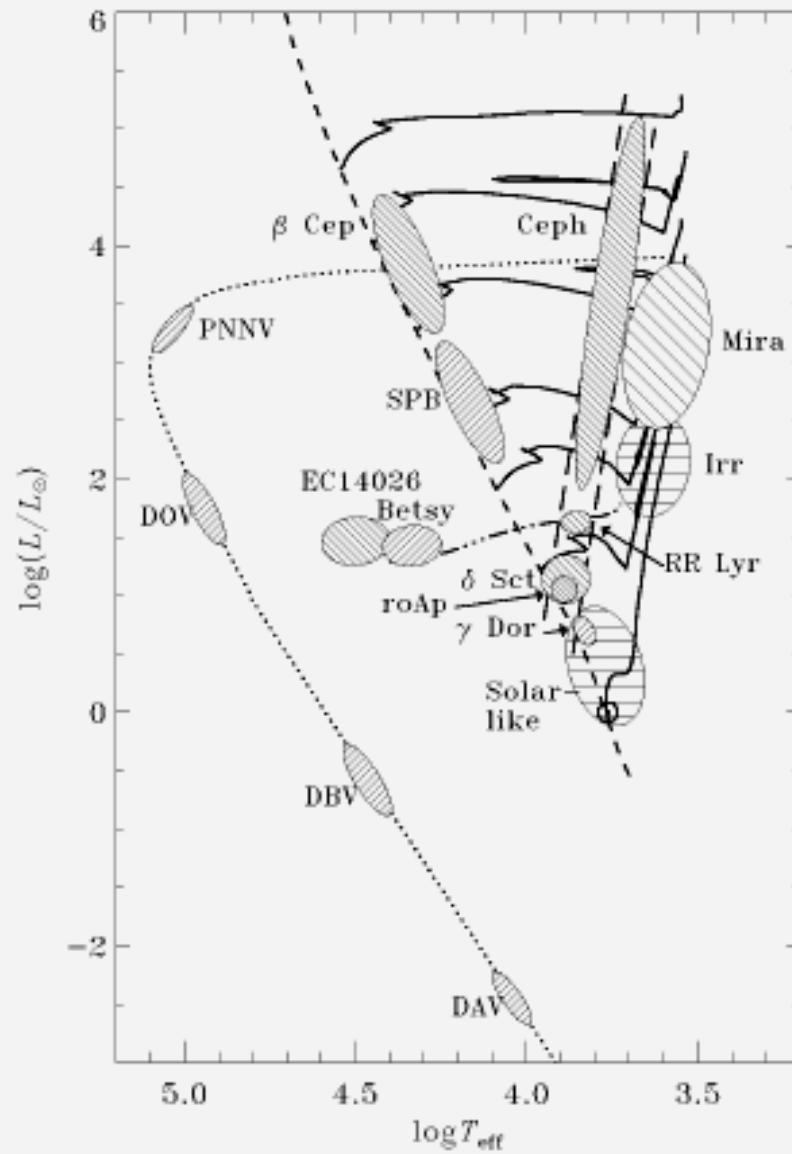 6
β Cep
Ceph
4
PNNV
Mira
SPB
log(L/L⊙)
Irr
2
EC14026
DOV
Betsy
RR Lyr
δ Sct
roAp
γ Dor
Solar
like
0
DBV
−2
DAV
5.0 4.5 4.0 3.5
log Teff